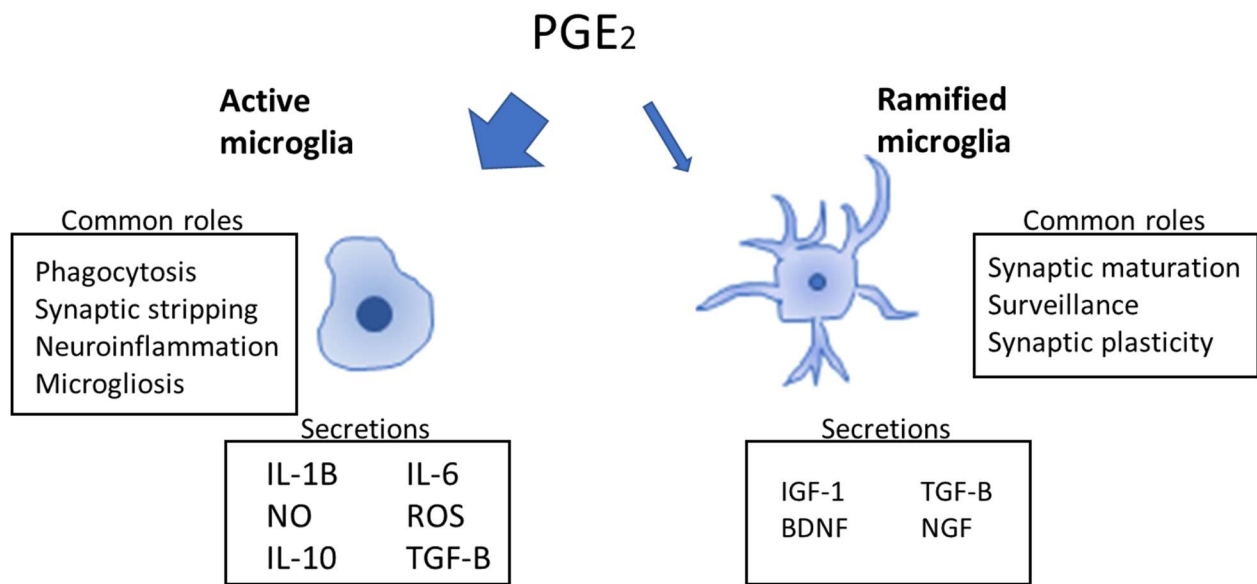 PGE2
Active
microglia
Ramified
microglia
Common roles
Phagocytosis
Synaptic stripping
Neuroinflammation
Microgliosis
Common roles
Synaptic maturation
Surveillance
Synaptic plasticity
Secretions
IL-1B IL-6
NO ROS
IL-10 TGF-B
Secretions
IGF-1 TGF-B
BDNF NGF